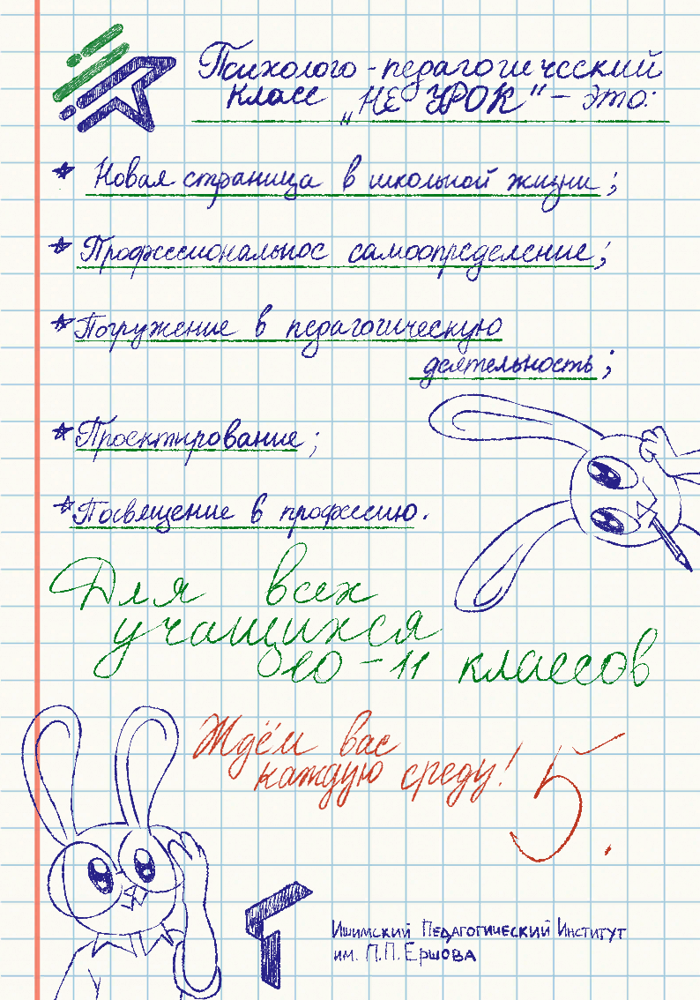 Психолого-педагогический
класс „НЕ УРОК" – это:
Новая страница в школьной жизни;
Профессиональное самоопределение;
Погружение в педагогическую
деятельность;
Проектирование;
Посвящение в профессию.
Для всех
учащихся
10-11 классов
Ждём вас
каждую среду!
5.
Ишимский Педагогический Институт
им. П.П. Ершова